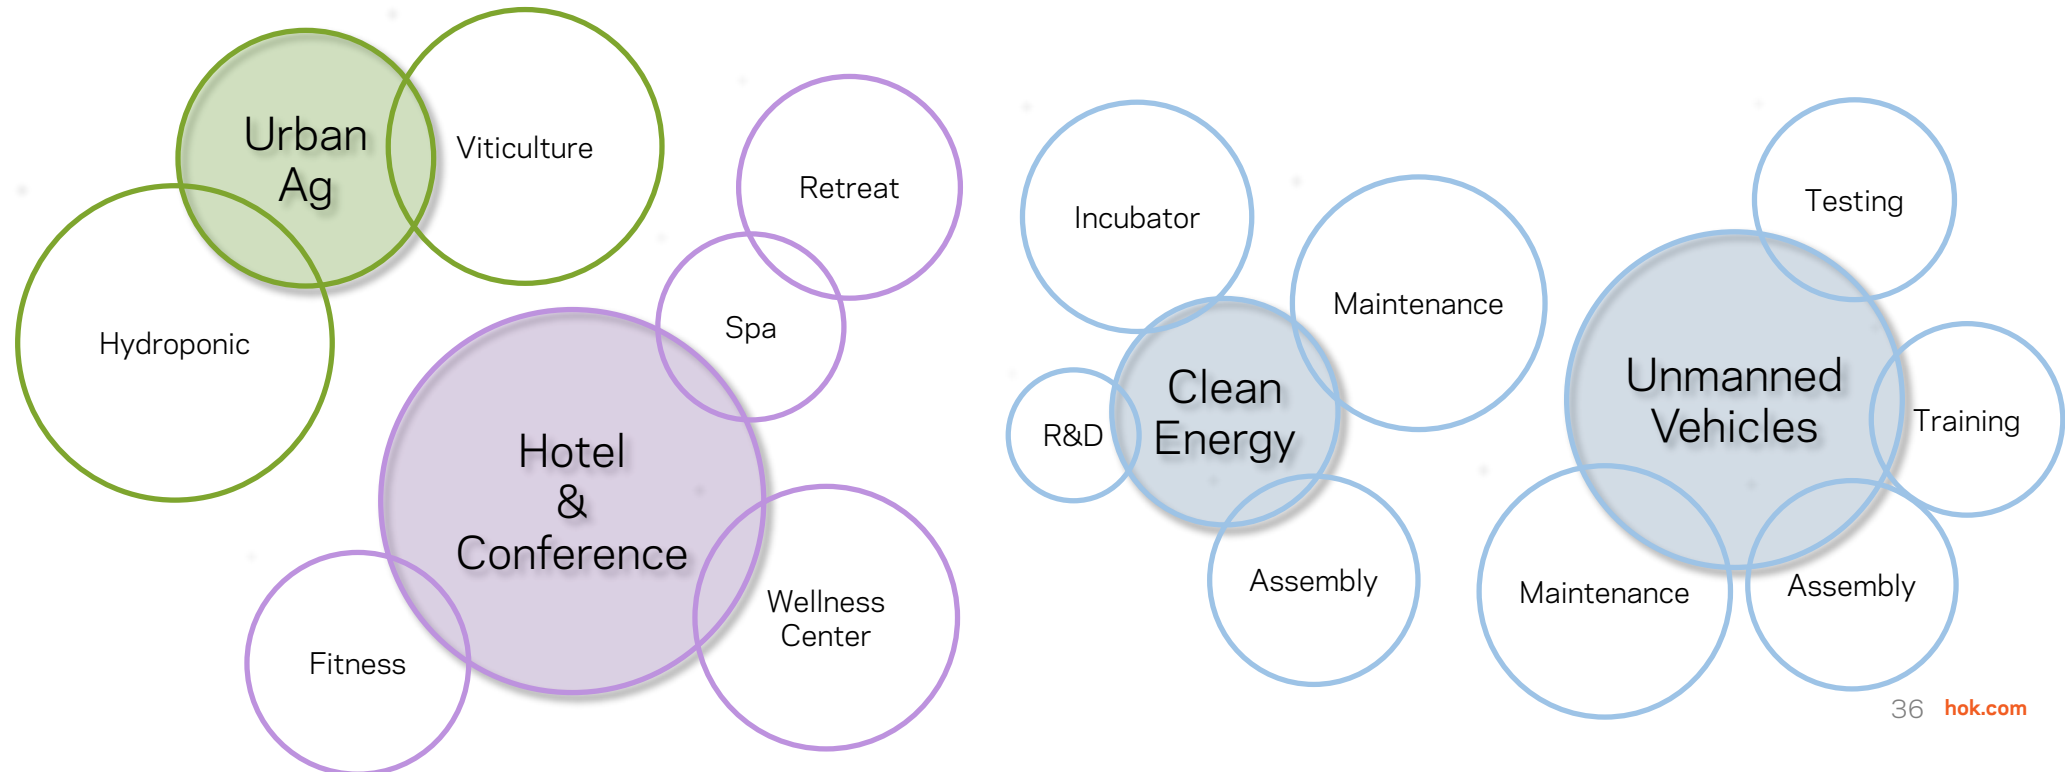 Urban
Ag
Viticulture
Hydroponic
Retreat
Spa
Hotel
&
Conference
Fitness
Wellness
Center
Incubator
Maintenance
R&D
Clean
Energy
Assembly
Testing
Unmanned
Vehicles
Training
Maintenance
Assembly
36 hok.com